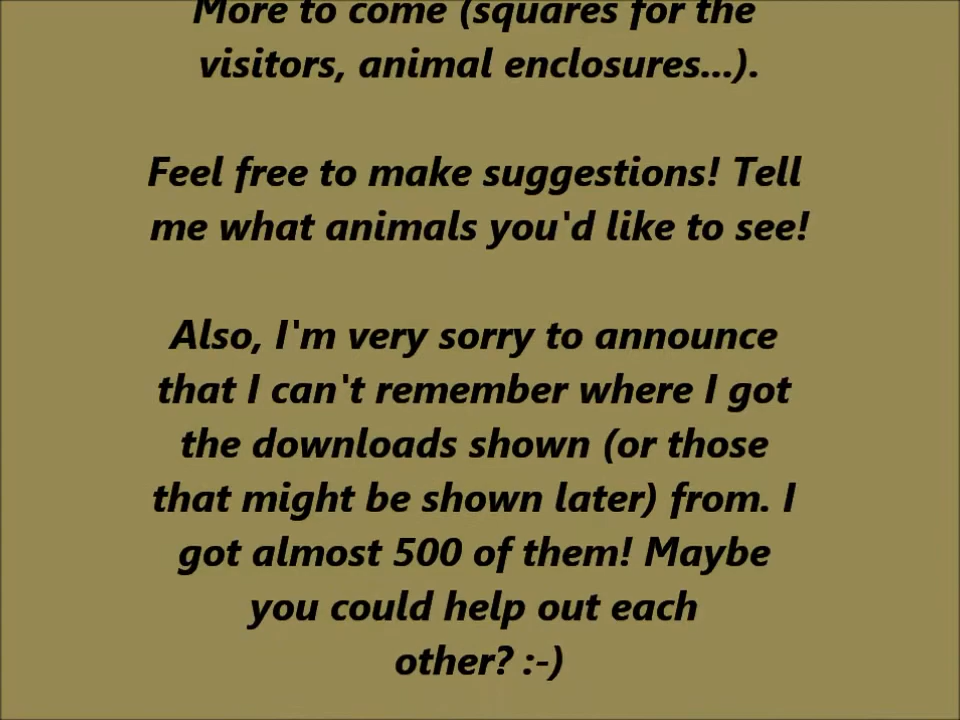 More to come (squares for the
visitors, animal enclosures...).
Feel free to make suggestions! Tell
me what animals you'd like to see!
Also, I'm very sorry to announce
that I can't remember where I got
the downloads shown (or those
that might be shown later) from. I
got almost 500 of them! Maybe
you could help out each
other? :-)